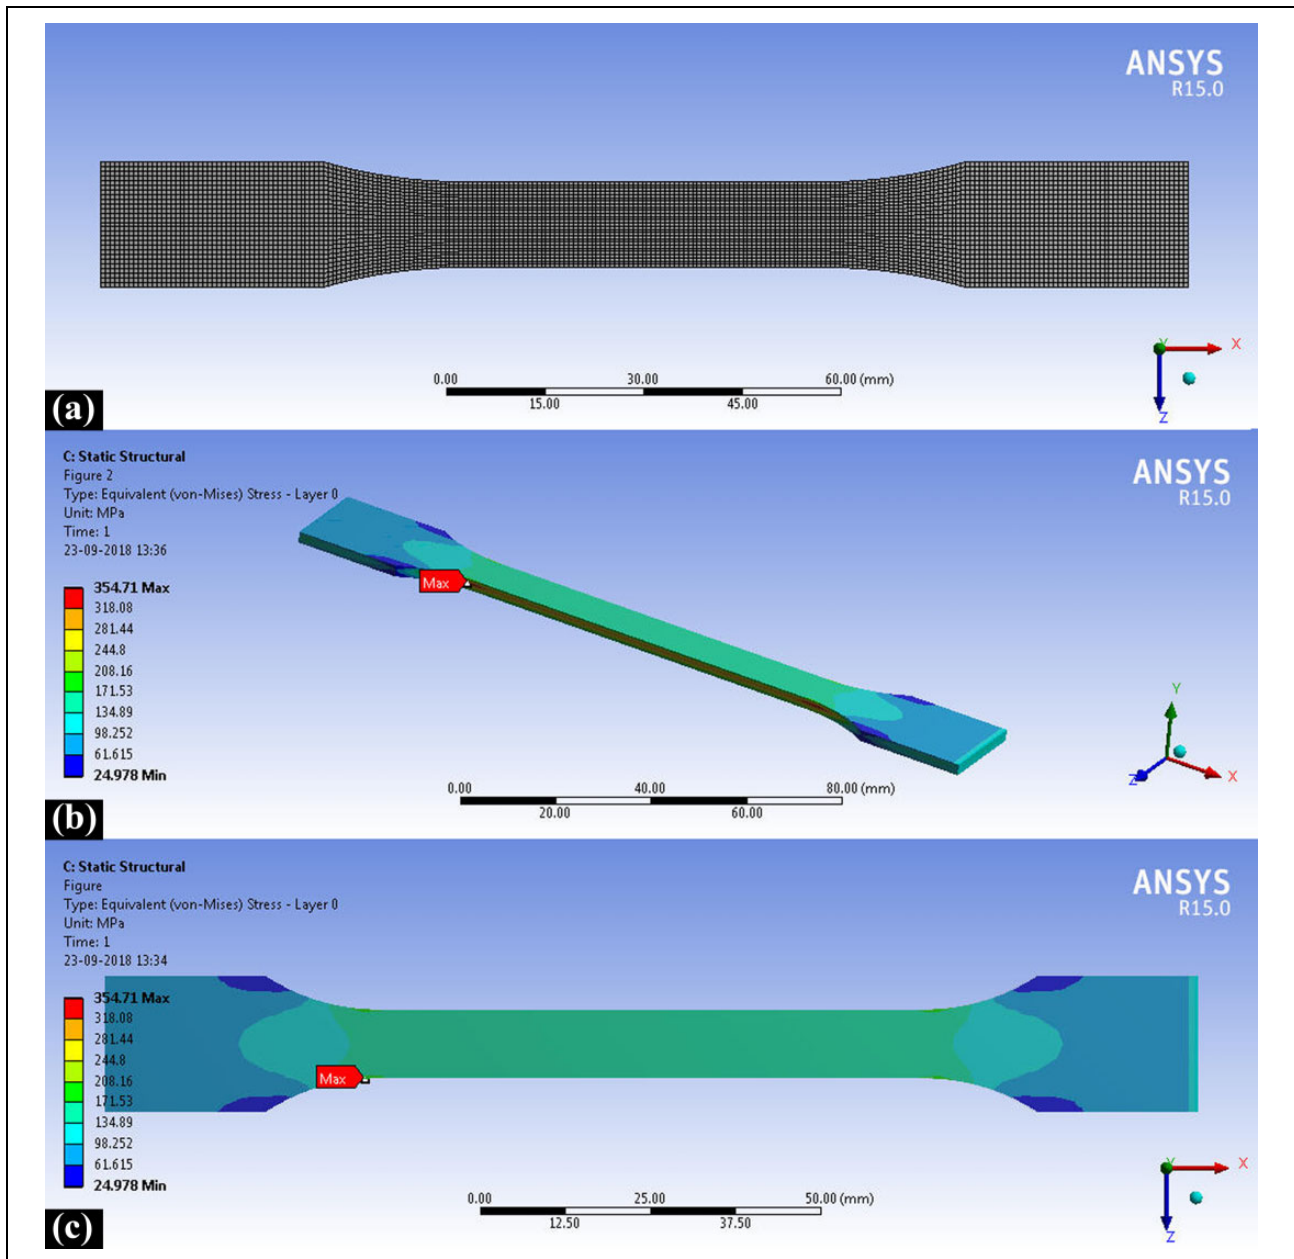 ANSYS
R15.0
Y
X
Z
0.00 30.00 60.00 (mm)
15.00 45.00
(a)
C: Static Structural
Figure 2
Type: Equivalent (von-Mises) Stress - Layer 0
Unit: MPa
Time: 1
23-09-2018 13:36
ANSYS
R15.0
Max
354.71 Max
318.08
281.44
244.8
208.16
171.53
134.89
98.252
61.615
24.978 Min
Y
X
Z
0.00 40.00 80.00 (mm)
20.00 60.00
(b)
C: Static Structural
Figure
Type: Equivalent (von-Mises) Stress - Layer 0
Unit: MPa
Time: 1
23-09-2018 13:34
ANSYS
R15.0
354.71 Max
318.08
281.44
244.8
208.16
171.53
134.89
98.252
61.615
24.978 Min
Max
Y
X
Z
0.00 25.00 50.00 (mm)
12.50 37.50
(c)